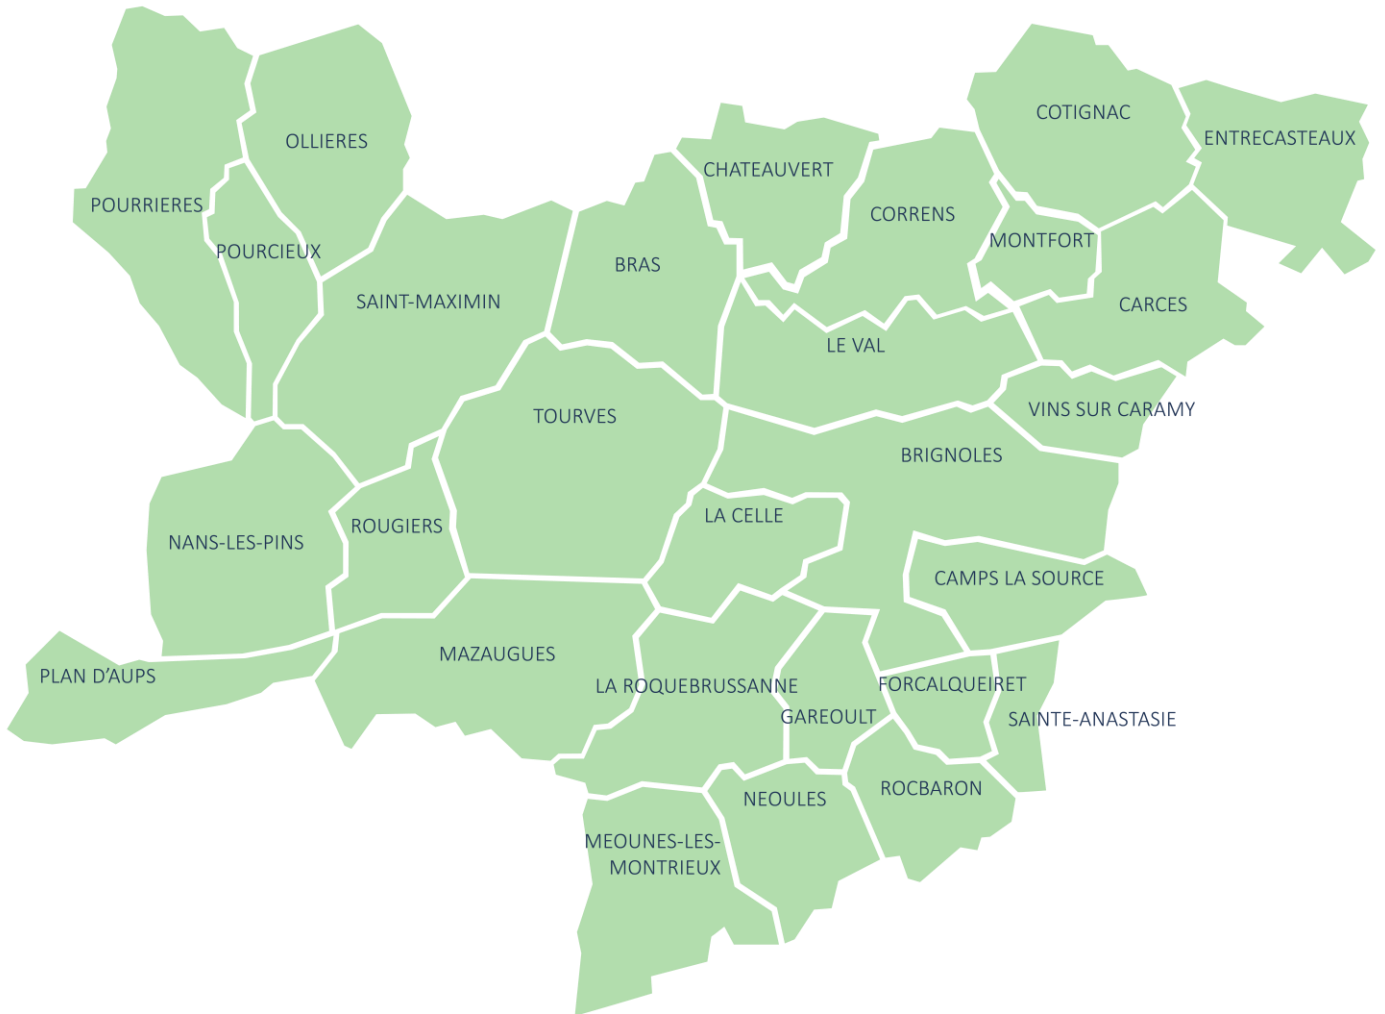 COTIGNAC
ENTRECASTEAUX
OLLIERES
CHATEAUVERT
POURRIERES
CORRENS
MONTFORT
POURCIEUX
BRAS
SAINT-MAXIMIN
CARCES
LE VAL
VINS SUR CARAMY
TOURVES
BRIGNOLES
LA CELLE
ROUGIERS
NANS-LES-PINS
CAMPS LA SOURCE
MAZAUGUES
PLAN D’AUPS
LA ROQUEBRUSSANNE
FORCALQUEIRET
GAREOULT
SAINTE-ANASTASIE
ROCBARON
NEOULES
MEOUNES-LES-
MONTRIEUX